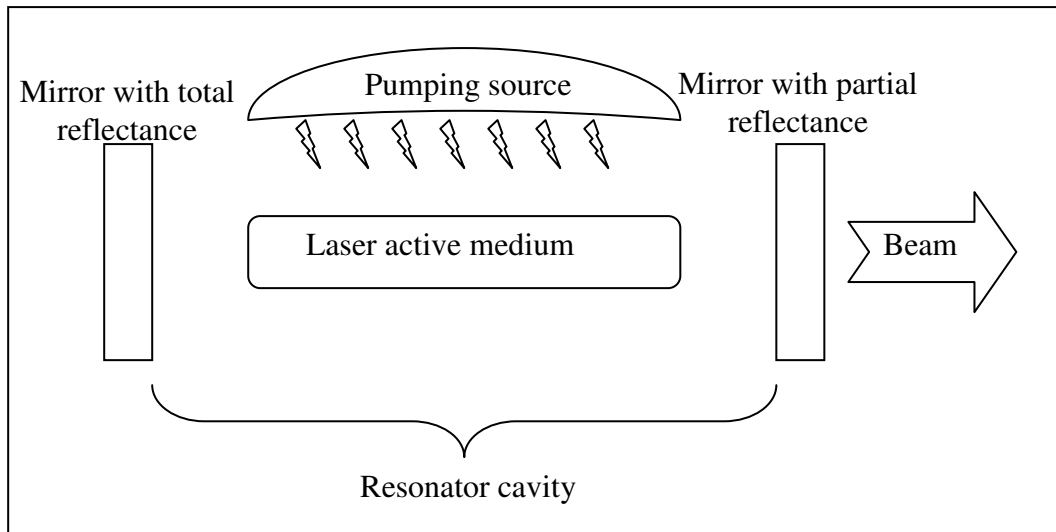 Pumping source
Mirror with total
reflectance
Mirror with partial
reflectance
Laser active medium
Beam
Resonator cavity